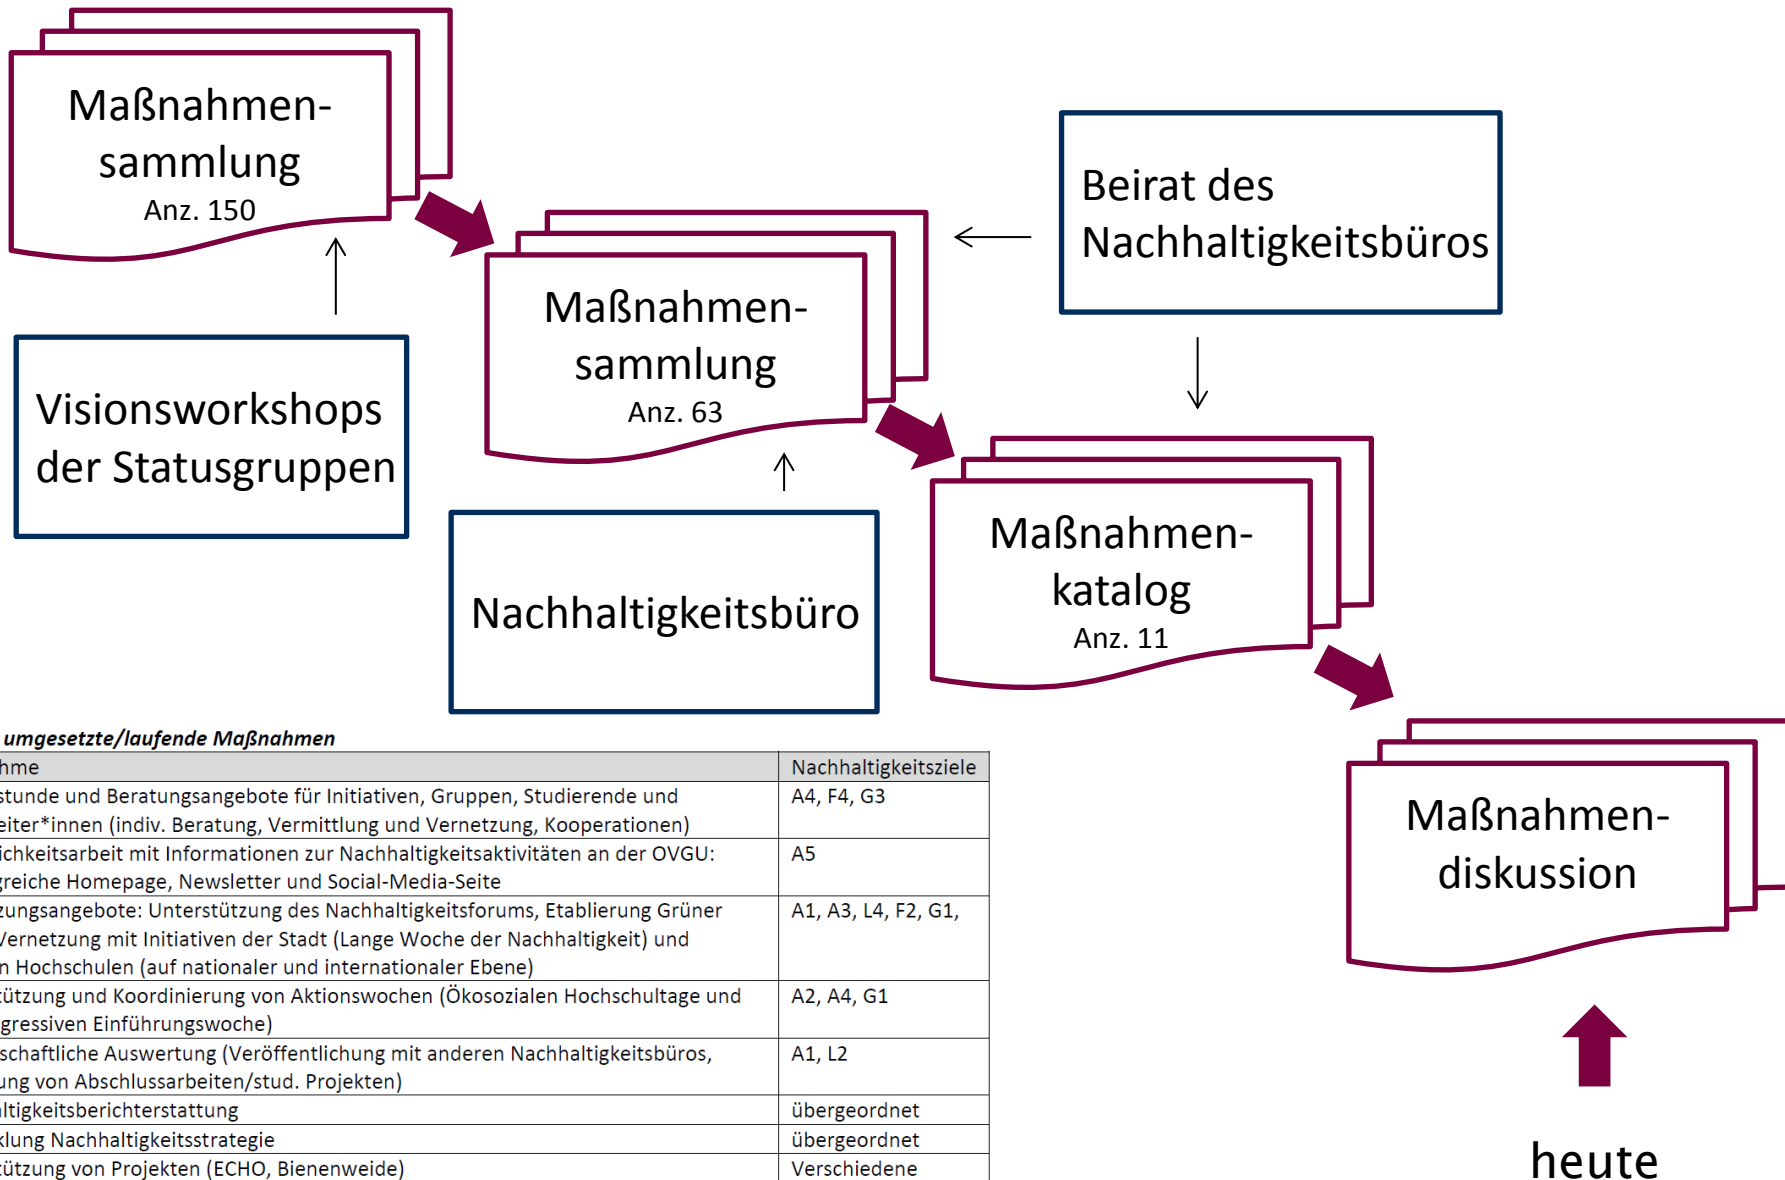 Maßnahmen-
sammlung
Anz. 150
Beirat des
Nachhaltigkeitsbüros
Maßnahmen-
sammlung
Anz. 63
Visionsworkshops
der Statusgruppen
Nachhaltigkeitsbüro
Maßnahmen-
katalog
Anz. 11
Maßnahmen-
diskussion
heute
umgesetzte/laufende Maßnahmen
hme Nachhaltigkeitsziele
stunde und Beratungsangebote für Initiativen, Gruppen, Studierende und A4, F4, G3
eiter*innen (indiv. Beratung, Vermittlung und Vernetzung, Kooperationen)
ichkeitsarbeit mit Informationen zur Nachhaltigkeitsaktivitäten an der OVGU: A5
greiche Homepage, Newsletter und Social-Media-Seite
zungsangebote: Unterstützung des Nachhaltigkeitsforums, Etablierung Grüner A1, A3, L4, F2, G1,
Vernetzung mit Initiativen der Stadt (Lange Woche der Nachhaltigkeit) und
n Hochschulen (auf nationaler und internationaler Ebene)
tützung und Koordinierung von Aktionswochen (Ökosozialen Hochschultage und A2, A4, G1
gressiven Einführungswoche)
schaftliche Auswertung (Veröffentlichung mit anderen Nachhaltigkeitsbüros, A1, L2
ung von Abschlussarbeiten/stud. Projekten)
ltigkeitsberichterstattung übergeordnet
klung Nachhaltigkeitsstrategie übergeordnet
tützung von Projekten (ECHO, Bienenweide) Verschiedene